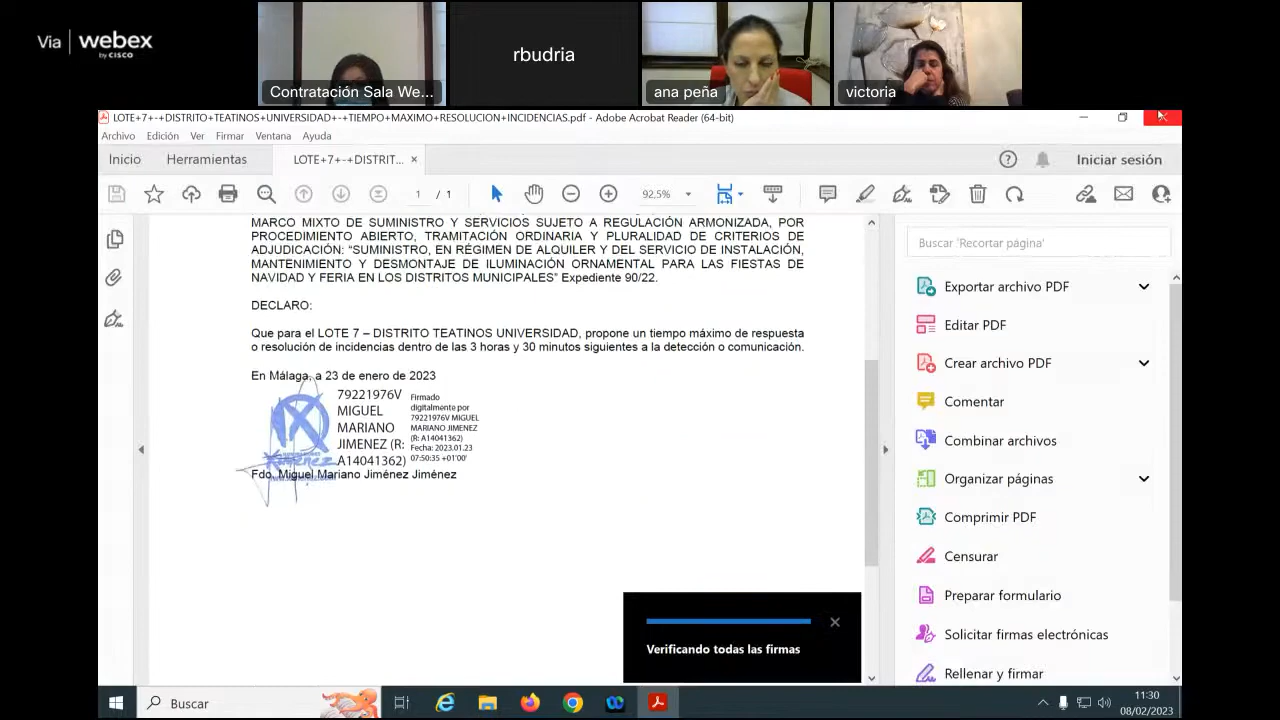 Via | webex
by CISCO
Contratación Sala We...
rbudria
ana peña
victoria
LOTE+7+-+DISTRITO+TEATINOS+UNIVERSIDAD+-+TIEMPO+MAXIMO+RESOLUCION+INCIDENCIAS.pdf - Adobe Acrobat Reader (64-bit)
Archivo Edición Ver Firmar Ventana Ayuda
Inicio Herramientas LOTE+7+-+DISTRIT... × Iniciar sesión
1 / 1 92,5%
MARCO MIXTO DE SUMINISTRO Y SERVICIOS SUJETO A REGULACIÓN ARMONIZADA, POR
PROCEDIMIENTO ABIERTO, TRAMITACIÓN ORDINARIA Y PLURALIDAD DE CRITERIOS DE
ADJUDICACIÓN: “SUMINISTRO, EN RÉGIMEN DE ALQUILER Y DEL SERVICIO DE INSTALACIÓN,
MANTENIMIENTO Y DESMONTAJE DE ILUMINACIÓN ORNAMENTAL PARA LAS FIESTAS DE
NAVIDAD Y FERIA EN LOS DISTRITOS MUNICIPALES” Expediente 90/22.
DECLARO:
Que para el LOTE 7 – DISTRITO TEATINOS UNIVERSIDAD, propone un tiempo máximo de respuesta
o resolución de incidencias dentro de las 3 horas y 30 minutos siguientes a la detección o comunicación.
En Málaga, a 23 de enero de 2023
79221976V
MIGUEL
MARIANO
JIMENEZ (R:
A14041362)
Firmado
digitalmente por
79221976V MIGUEL
MARIANO JIMENEZ
(R: A14041362)
Fecha: 2023.01.23
07:50:35 +01'00'
Ximénez
Fdo. Miguel Mariano Jiménez Jiménez
Buscar 'Recortar página'
Exportar archivo PDF
Editar PDF
Crear archivo PDF
Comentar
Combinar archivos
Organizar páginas
Comprimir PDF
Censurar
Preparar formulario
Solicitar firmas electrónicas
Rellenar y firmar
Verificando todas las firmas
Buscar
11:30
08/02/2023